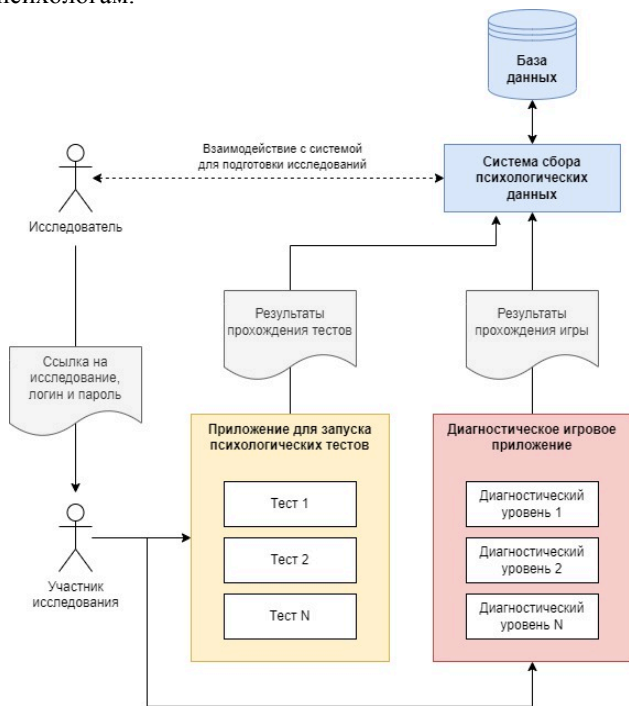 психологам.
База
данных
Взаимодействие с системой
для подготовки исследований
Система сбора
психологических
данных
Исследователь
Результаты
прохождения тестов
Результаты
прохождения игры
Ссылка на
исследование,
логин и пароль
Приложение для запуска
психологических тестов
Диагностическое игровое
приложение
Тест 1
Тест 2
Тест N
Диагностический
уровень 1
Диагностический
уровень 2
Диагностический
уровень N
Участник
исследования